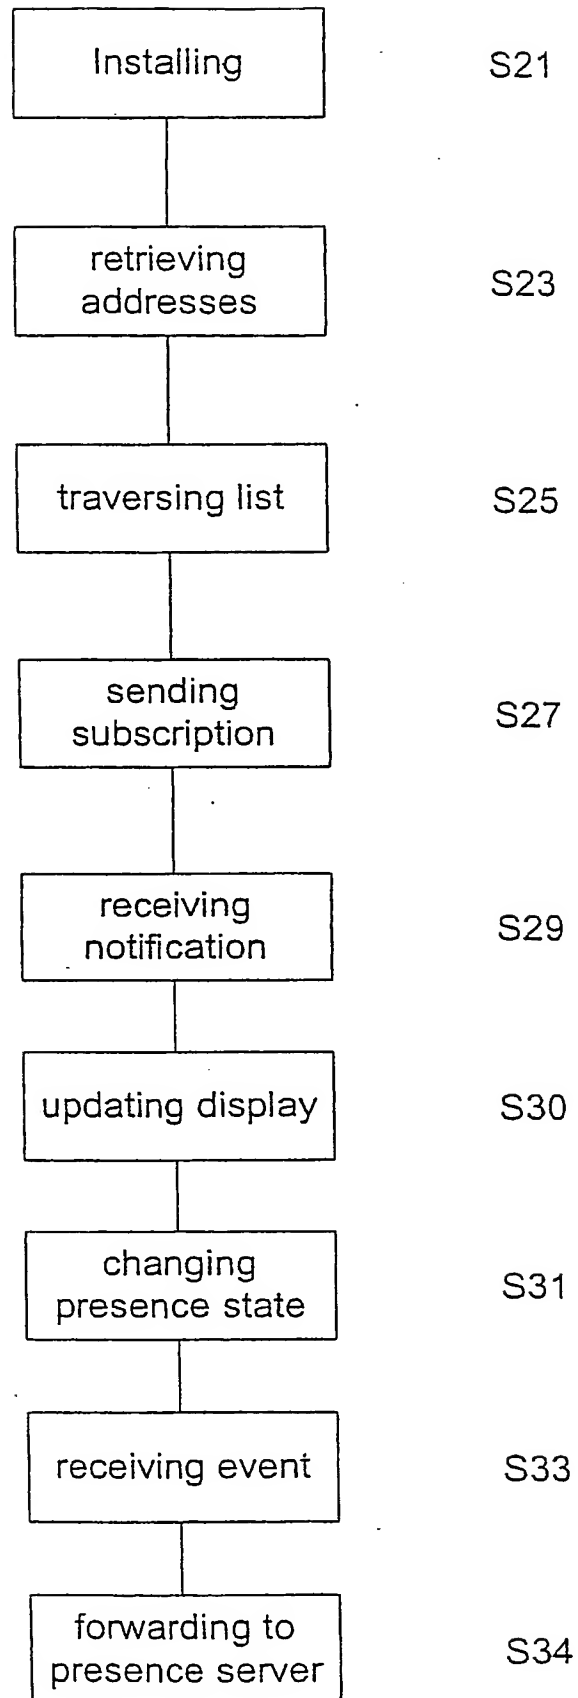 Installing S21
retrieving
addresses S23
traversing list S25
sending
subscription S27
receiving
notification S29
updating display S30
changing
presence state S31
receiving event S33
forwarding to
presence server S34